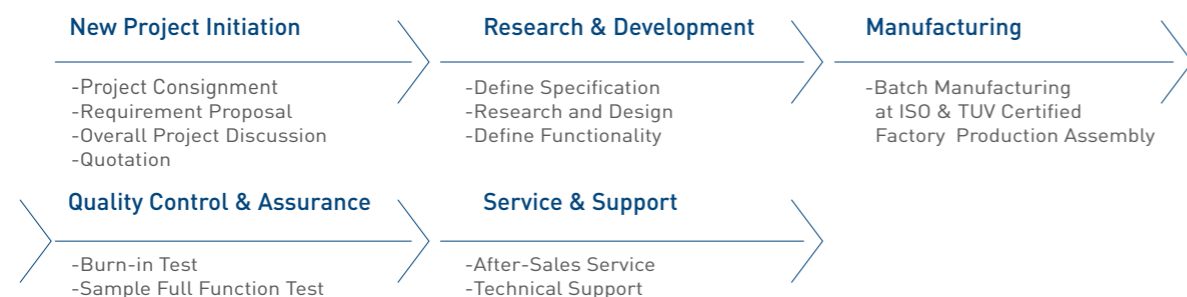 New Project Initiation
-Project Consignment
-Requirement Proposal
-Overall Project Discussion
-Quotation
Research & Development
-Define Specification
-Research and Design
-Define Functionality
Manufacturing
-Batch Manufacturing
at ISO & TUV Certified
Factory Production Assembly
Quality Control & Assurance
-Burn-in Test
-Sample Full Function Test
Service & Support
-After-Sales Service
-Technical Support